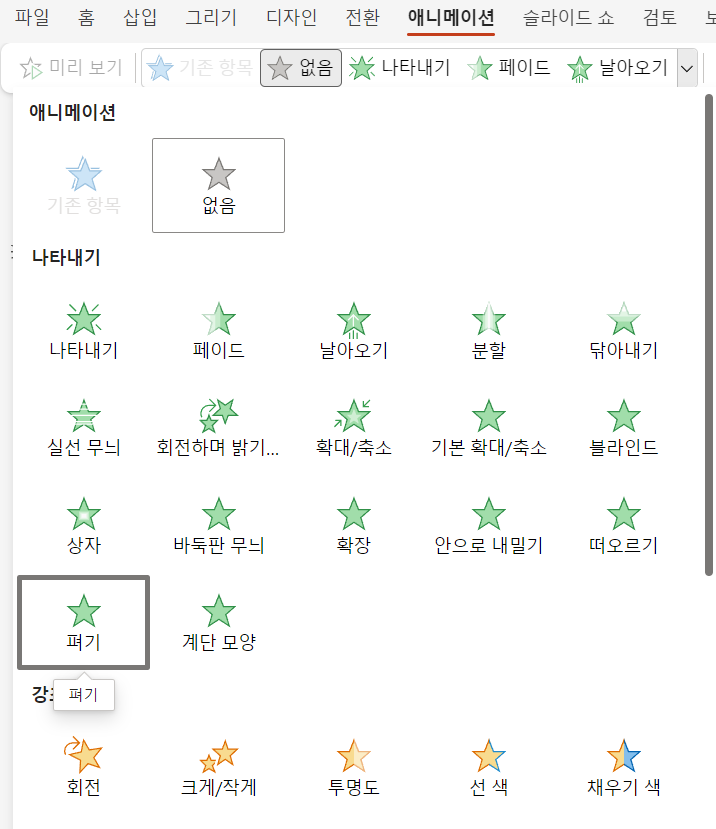 파일 홈 삽입 그리기 디자인 전환 애니메이션 슬라이드 쇼 검토
미리 보기 기존 항목 없음 나타내기 페이드 날아오기
애니메이션
기존 항목 없음
나타내기
나타내기 페이드 날아오기 분할 닦아내기
실선 무늬 회전하며 밝기... 확대/축소 기본 확대/축소 블라인드
상자 바둑판 무늬 확장 안으로 내밀기 떠오르기
펴기 계단 모양
펴기
회전 크게/작게 투명도 선 색 채우기 색